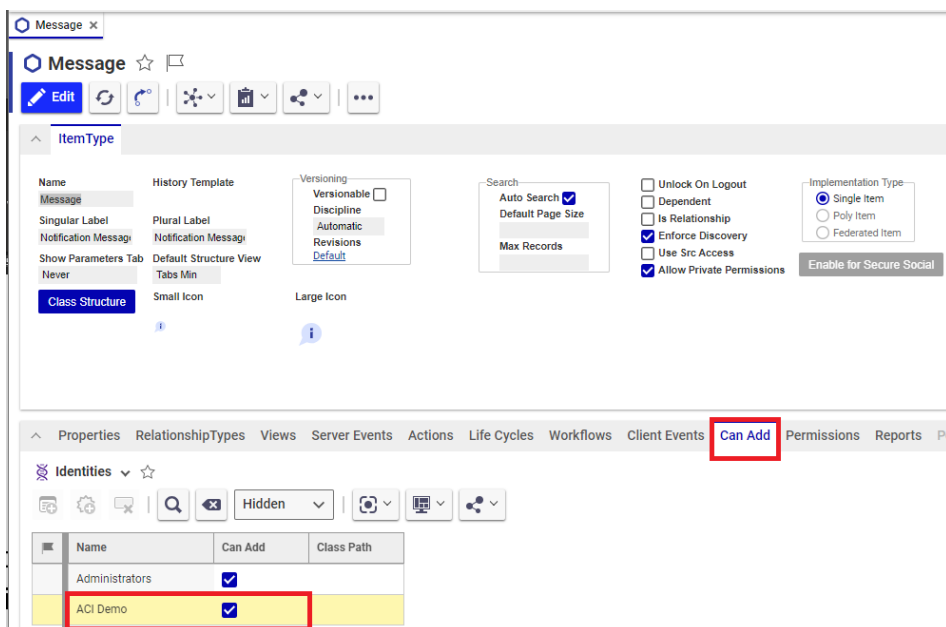 Message ×
Message
Edit
ItemType
Name
Message
Singular Label
Notification Messag
Show Parameters Tab
Never
Class Structure
History Template
Plural Label
Notification Messag
Default Structure View
Tabs Min
Small Icon
Versioning
Versionable
Discipline
Automatic
Revisions
Default
Large Icon
Search
Auto Search
Default Page Size
Max Records
Unlock On Logout
Dependent
Is Relationship
Enforce Discovery
Use Src Access
Allow Private Permissions
Implementation Type
Single Item
Poly Item
Federated Item
Enable for Secure Social
Properties RelationshipTypes Views Server Events Actions Life Cycles Workflows Client Events Can Add Permissions Reports P
Identities
Hidden
Name Can Add Class Path
Administrators
ACI Demo